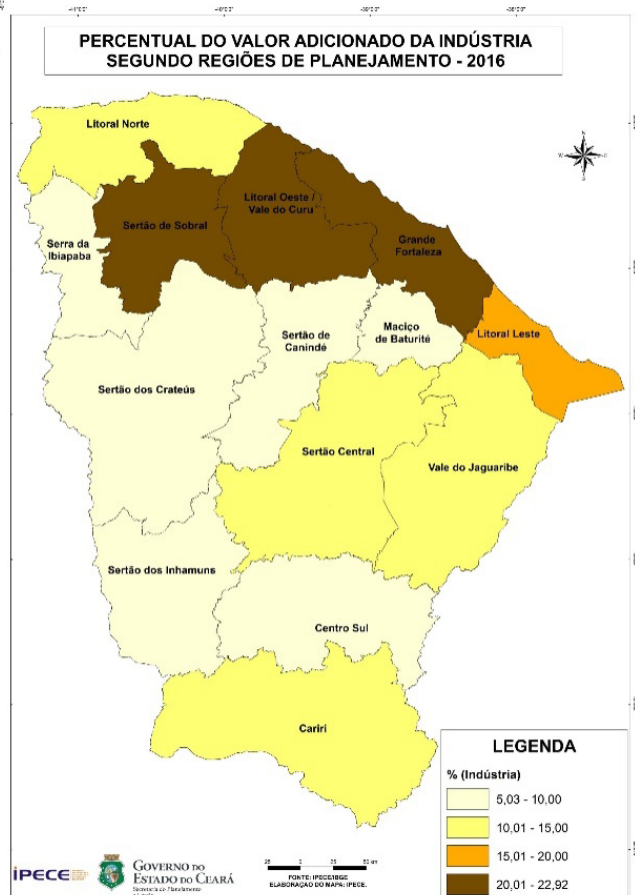 PERCENTUAL DO VALOR ADICIONADO DA INDÚSTRIA
SEGUNDO REGIÕES DE PLANEJAMENTO - 2016
Litoral Norte
Litoral Oeste /
Vale do Curu
Sertão de Sobral
Grande
Fortaleza
Serra da
Ibiapaba
Sertão de
Canindé
Maciço
de Baturité
Litoral Leste
Sertão dos Crateús
Sertão Central
Vale do Jaguaribe
Sertão dos Inhamuns
Centro Sul
Cariri
LEGENDA
% (Indústria)
5,03 - 10,00
10,01 - 15,00
15,01 - 20,00
20,01 - 22,92
IPECE
GOVERNO DO
ESTADO DO CEARÁ
Secretaria do Planejamento
FONTE: IPECE/IBGE
ELABORAÇÃO DO MAPA: IPECE.